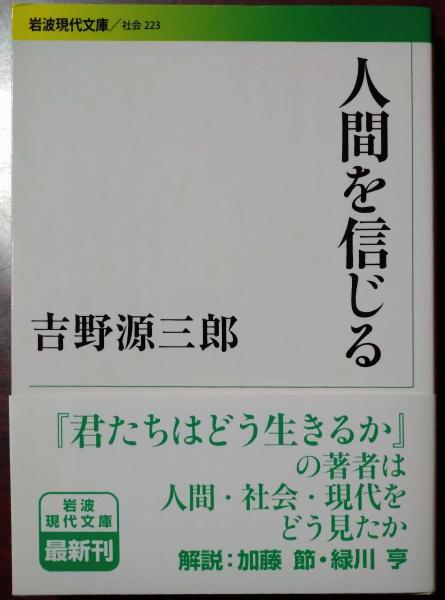 岩波現代文庫／社会 223
人間を信じる
吉野源三郎
『君たちはどう生きるか』
の著者は
人間・社会・現代を
どう見たか
解説：加藤 節・緑川 亨
岩波
現代文庫
最新刊